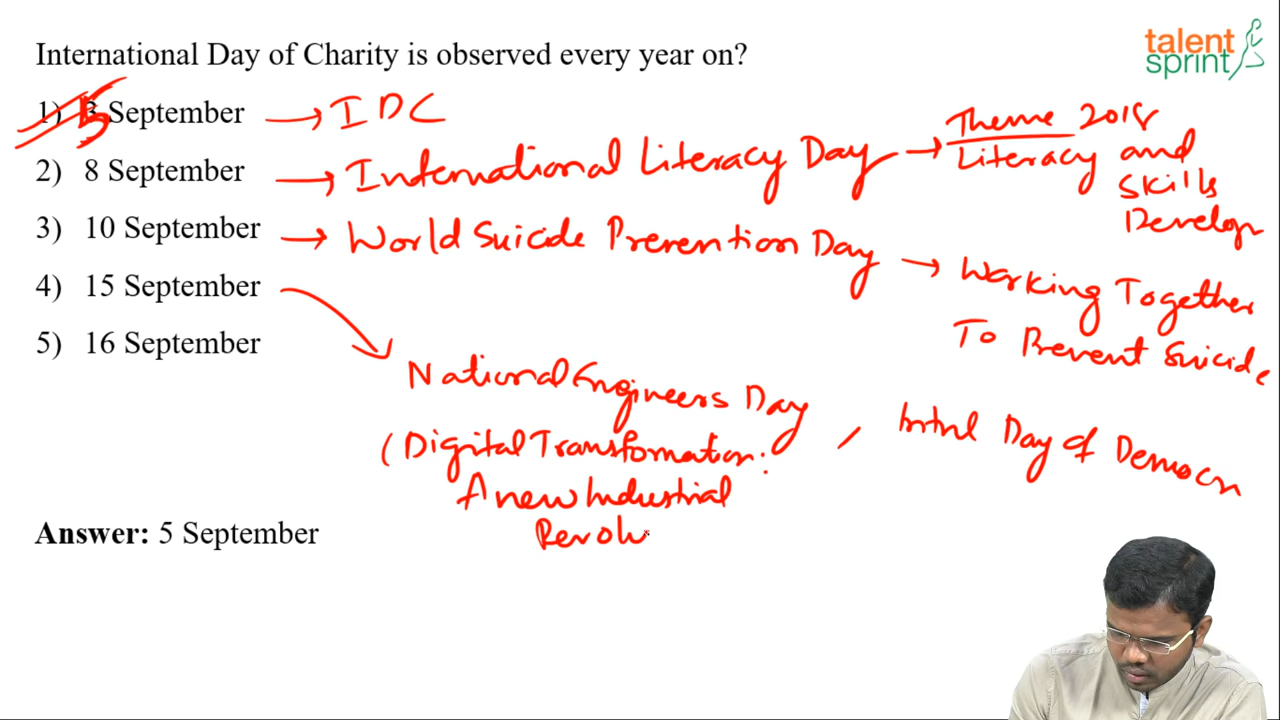 International Day of Charity is observed every year on?
talent
sprint
1) 5 September → IDC
2) 8 September → International Literacy Day → Theme 2018
Literacy and
Skills
Develop
3) 10 September → World Suicide Prevention Day → Working Together
To Prevent Suicide
4) 15 September
5) 16 September
National Engineers Day
(Digital Transformation:
A new Industrial
Revolu
/ Intnl Day of Democr
Answer: 5 September